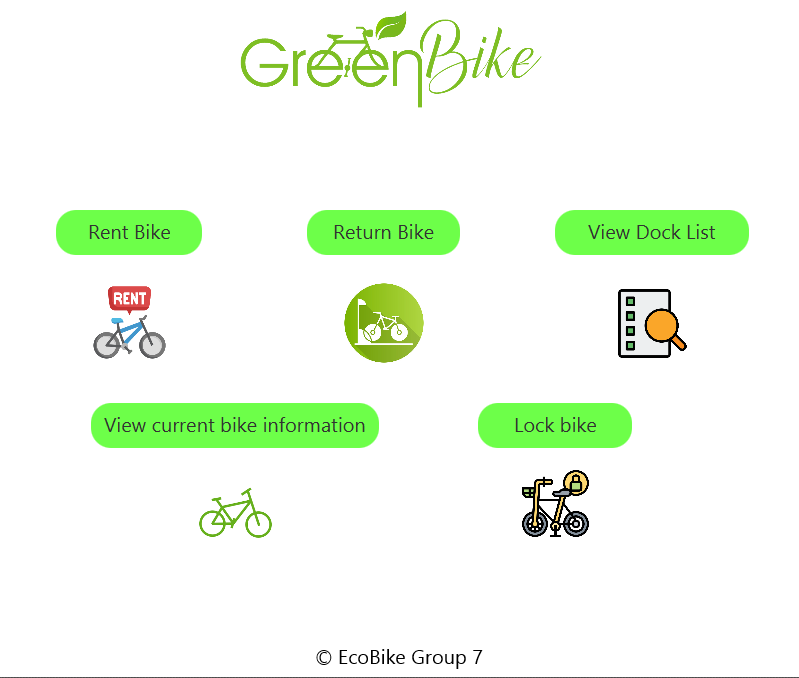 GreenBike
Rent Bike
Return Bike
View Dock List
RENT
View current bike information
Lock bike
© EcoBike Group 7